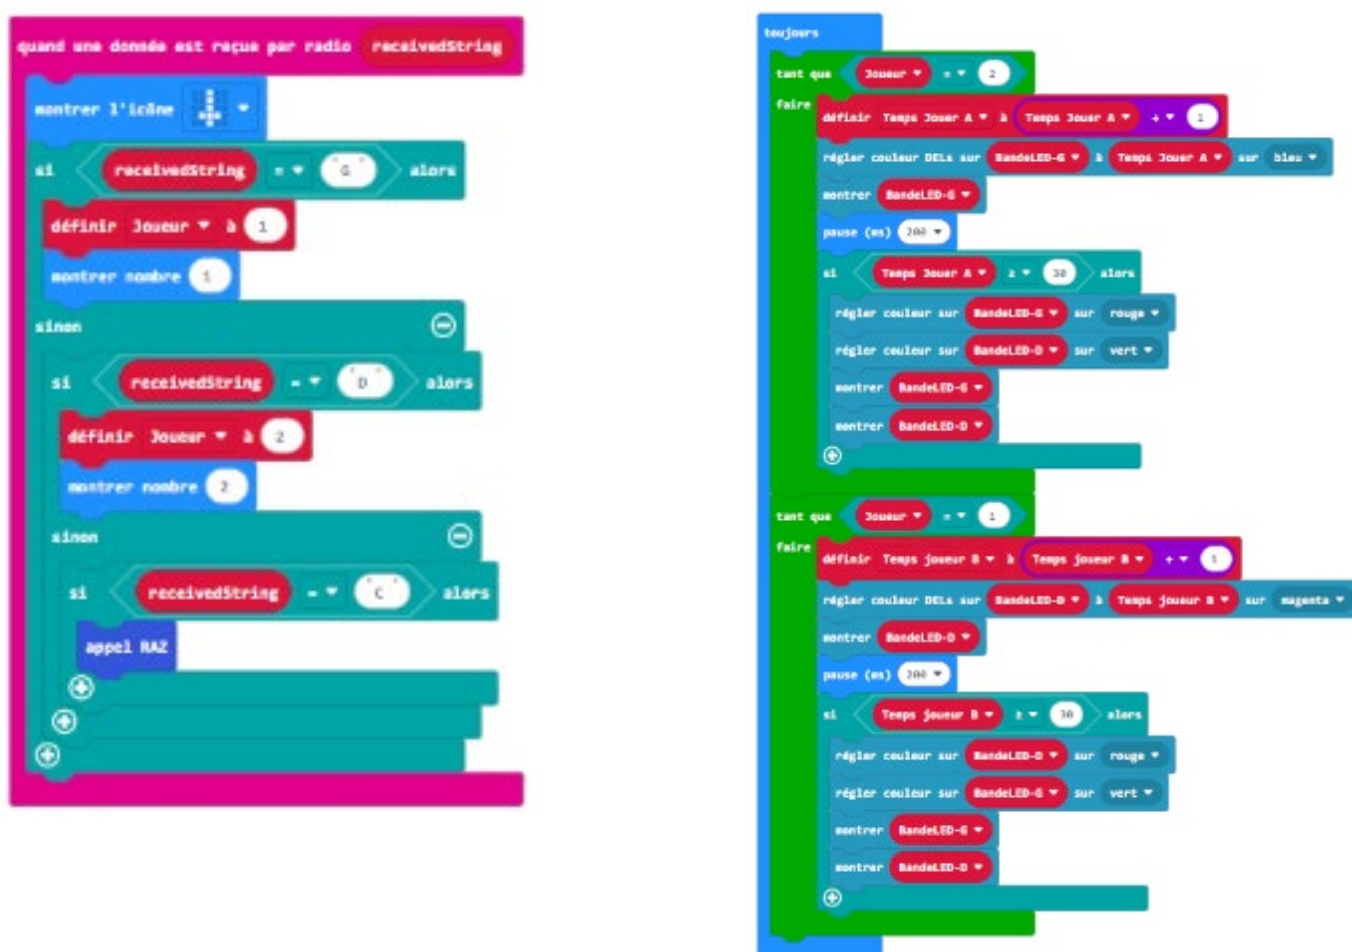 quand une donnée est reçue par radio receivedString
montrer l'icône
si receivedString = "G" alors
définir Joueur à 1
montrer nombre 1
sinon
si receivedString = "D" alors
définir Joueur à 2
montrer nombre 2
sinon
si receivedString = "C" alors
appel RAZ
toujours
tant que Joueur = 2
faire
définir Temps Jouer A à Temps Jouer A + 1
régler couleur DELs sur BandeLED-G à Temps Jouer A sur bleu
montrer BandeLED-G
pause (ms) 200
si Temps Jouer A ≥ 30 alors
régler couleur sur BandeLED-G sur rouge
régler couleur sur BandeLED-D sur vert
montrer BandeLED-G
montrer BandeLED-D
tant que Joueur = 1
faire
définir Temps joueur B à Temps joueur B + 1
régler couleur DELs sur BandeLED-D à Temps joueur B sur magenta
montrer BandeLED-D
pause (ms) 200
si Temps joueur B ≥ 30 alors
régler couleur sur BandeLED-D sur rouge
régler couleur sur BandeLED-G sur vert
montrer BandeLED-G
montrer BandeLED-D